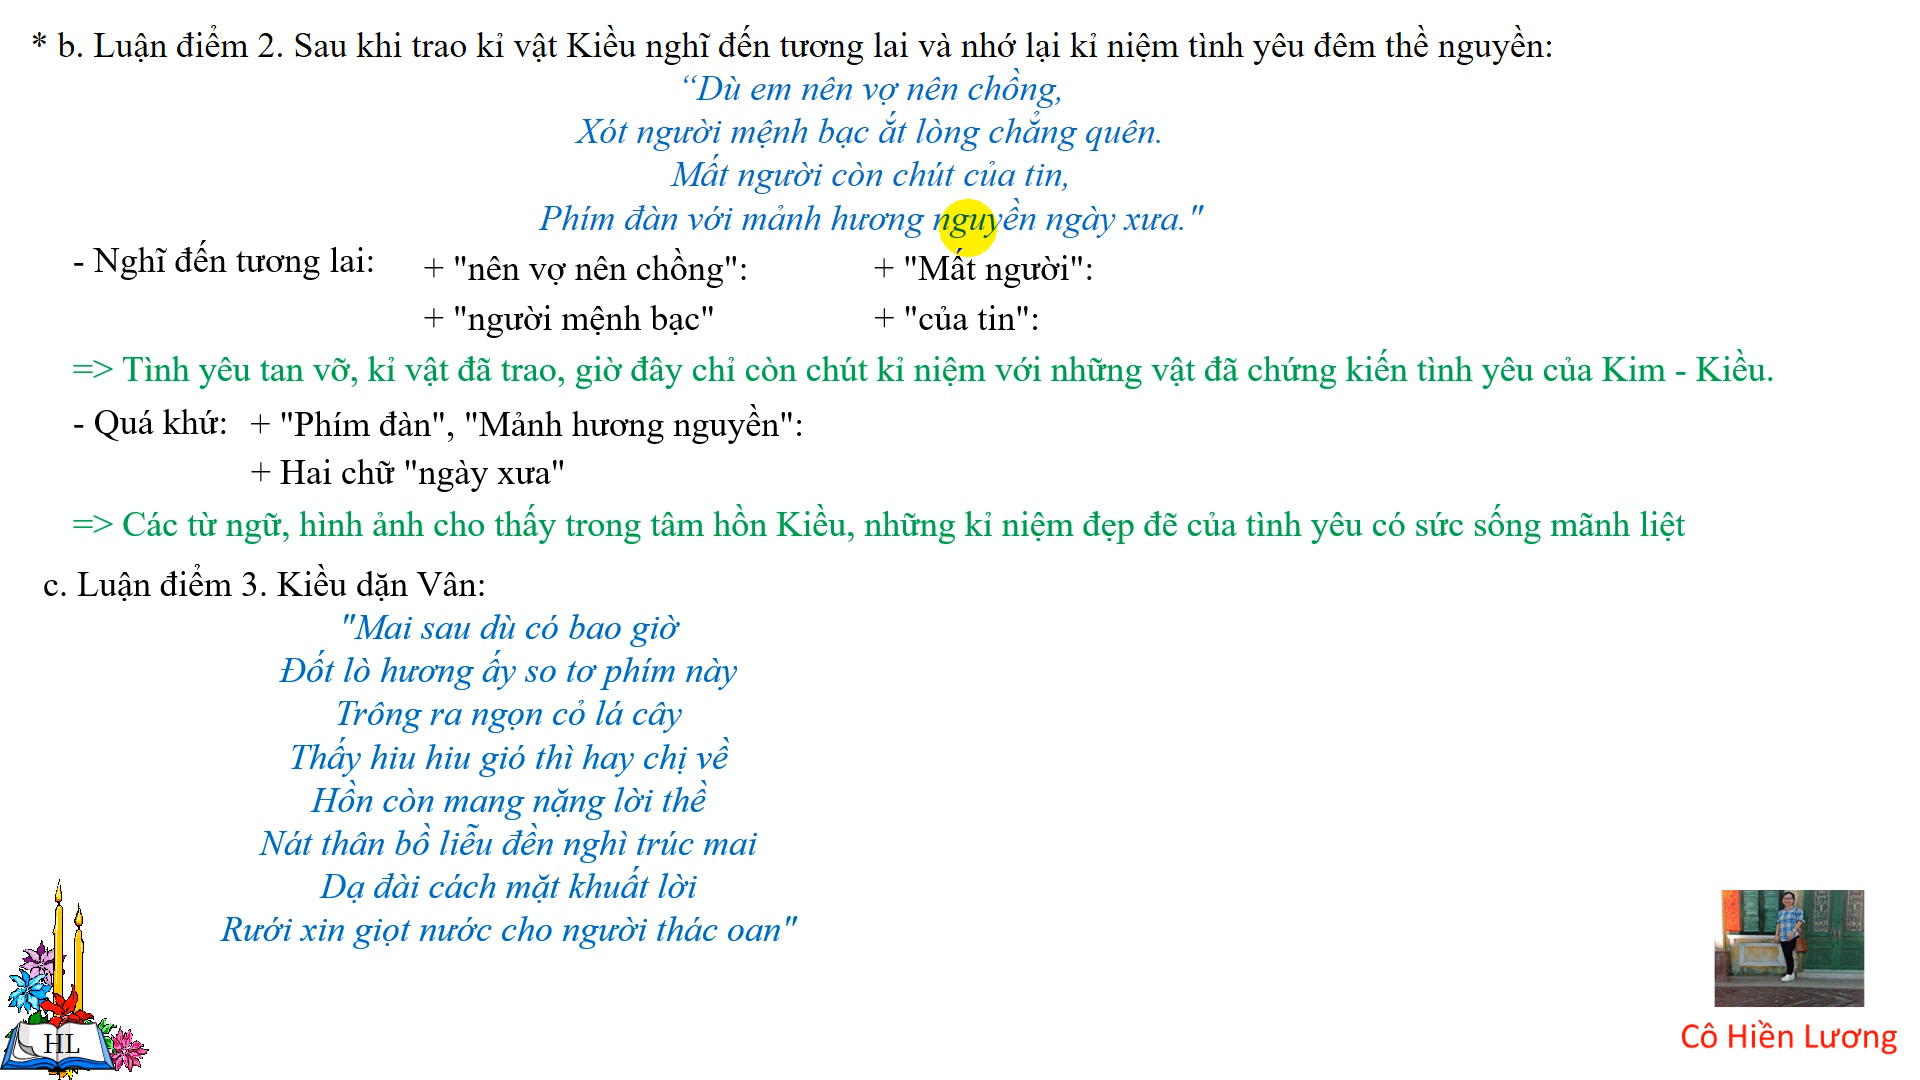 * b. Luận điểm 2. Sau khi trao kỉ vật Kiều nghĩ đến tương lai và nhớ lại kỉ niệm tình yêu đêm thề nguyền:
“Dù em nên vợ nên chồng,
Xót người mệnh bạc ắt lòng chẳng quên.
Mất người còn chút của tin,
Phím đàn với mảnh hương nguyền ngày xưa."
- Nghĩ đến tương lai:
+ "nên vợ nên chồng":
+ "Mất người":
+ "người mệnh bạc"
+ "của tin":
=> Tình yêu tan vỡ, kỉ vật đã trao, giờ đây chỉ còn chút kỉ niệm với những vật đã chứng kiến tình yêu của Kim - Kiều.
- Quá khứ: + "Phím đàn", "Mảnh hương nguyền":
+ Hai chữ "ngày xưa"
=> Các từ ngữ, hình ảnh cho thấy trong tâm hồn Kiều, những kỉ niệm đẹp đẽ của tình yêu có sức sống mãnh liệt
c. Luận điểm 3. Kiều dặn Vân:
"Mai sau dù có bao giờ
Đốt lò hương ấy so tơ phím này
Trông ra ngọn cỏ lá cây
Thấy hiu hiu gió thì hay chị về
Hồn còn mang nặng lời thề
Nát thân bồ liễu đền nghì trúc mai
Dạ đài cách mặt khuất lời
Rưới xin giọt nước cho người thác oan"
HL
Cô Hiền Lương